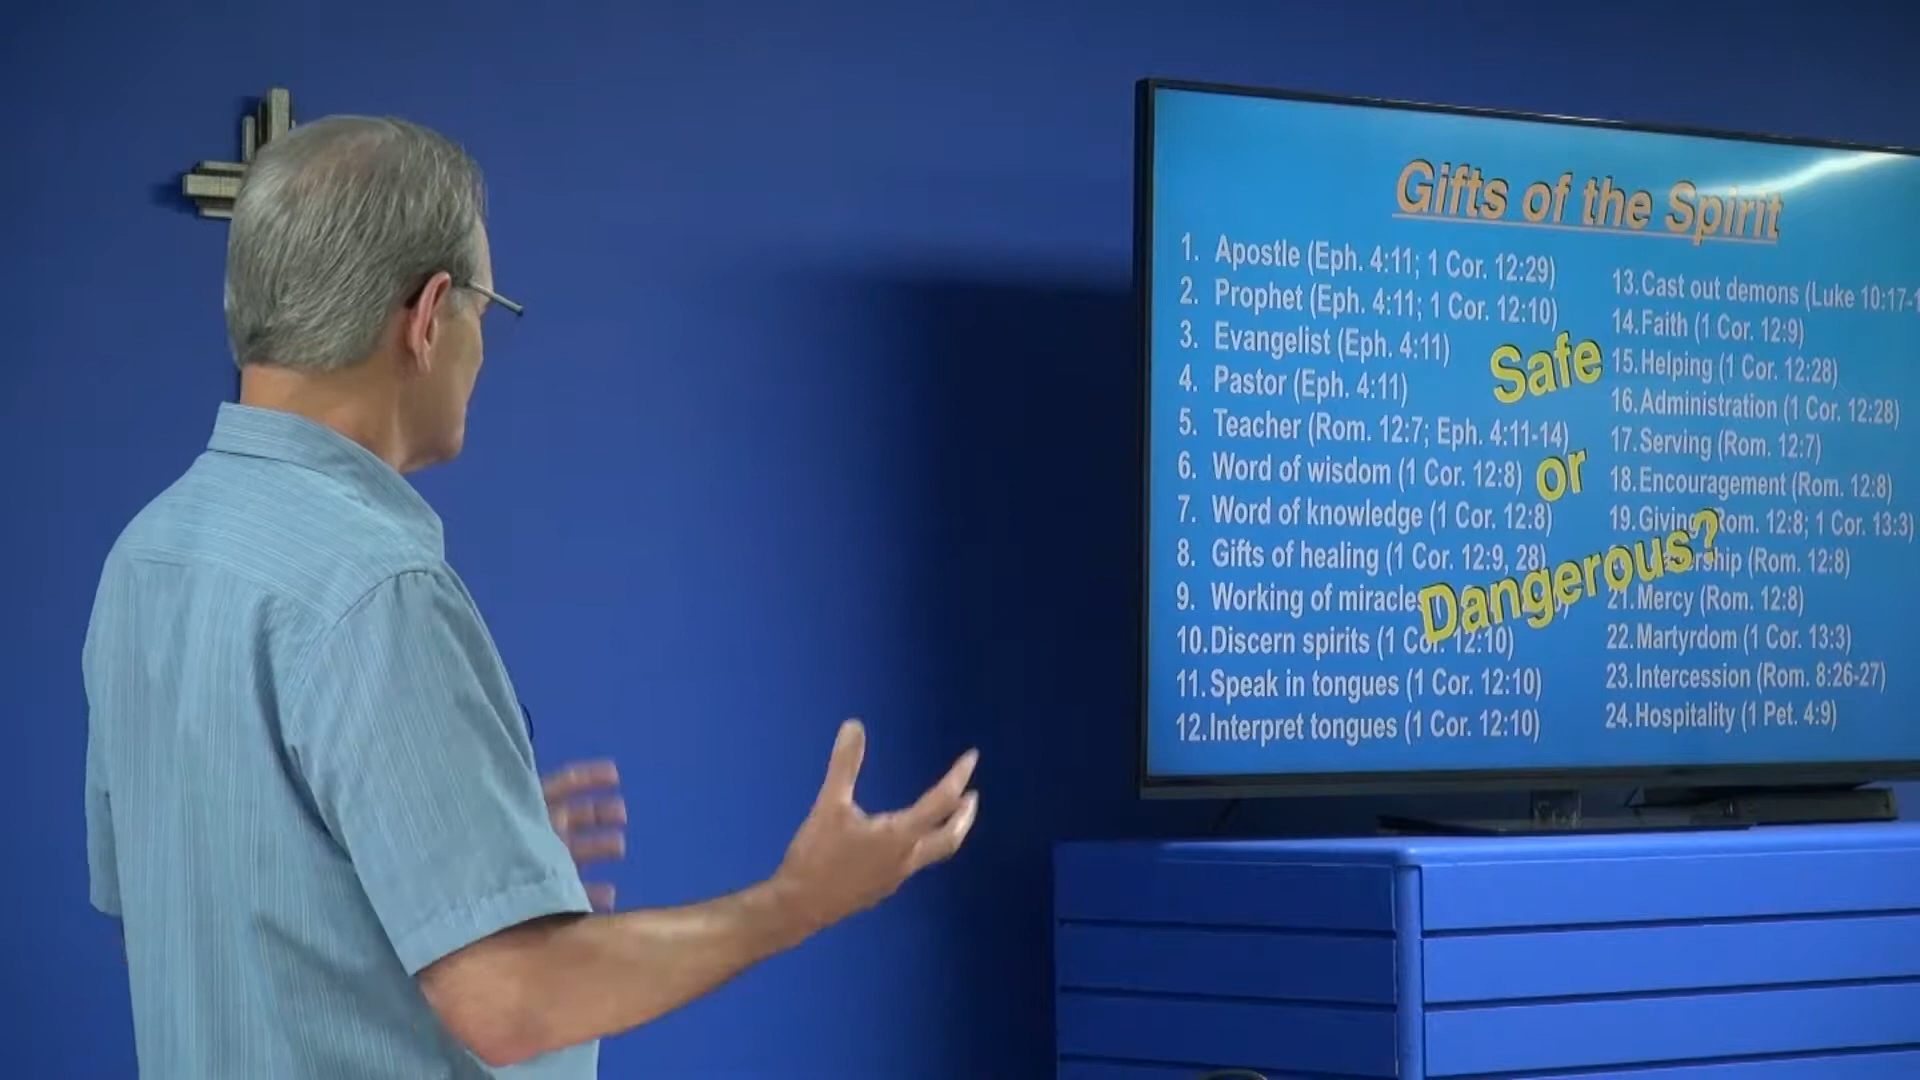 Gifts of the Spirit
1. Apostle (Eph. 4:11; 1 Cor. 12:29)
2. Prophet (Eph. 4:11; 1 Cor. 12:10)
3. Evangelist (Eph. 4:11)
4. Pastor (Eph. 4:11)
5. Teacher (Rom. 12:7; Eph. 4:11-14)
6. Word of wisdom (1 Cor. 12:8)
7. Word of knowledge (1 Cor. 12:8)
8. Gifts of healing (1 Cor. 12:9, 28)
9. Working of miracles
10. Discern spirits (1 Cor. 12:10)
11. Speak in tongues (1 Cor. 12:10)
12. Interpret tongues (1 Cor. 12:10)
13. Cast out demons (Luke 10:17-1
14. Faith (1 Cor. 12:9)
15. Helping (1 Cor. 12:28)
16. Administration (1 Cor. 12:28)
17. Serving (Rom. 12:7)
18. Encouragement (Rom. 12:8)
19. Giving (Rom. 12:8; 1 Cor. 13:3)
(Rom. 12:8)
21. Mercy (Rom. 12:8)
22. Martyrdom (1 Cor. 13:3)
23. Intercession (Rom. 8:26-27)
24. Hospitality (1 Pet. 4:9)
Safe
or
Dangerous?